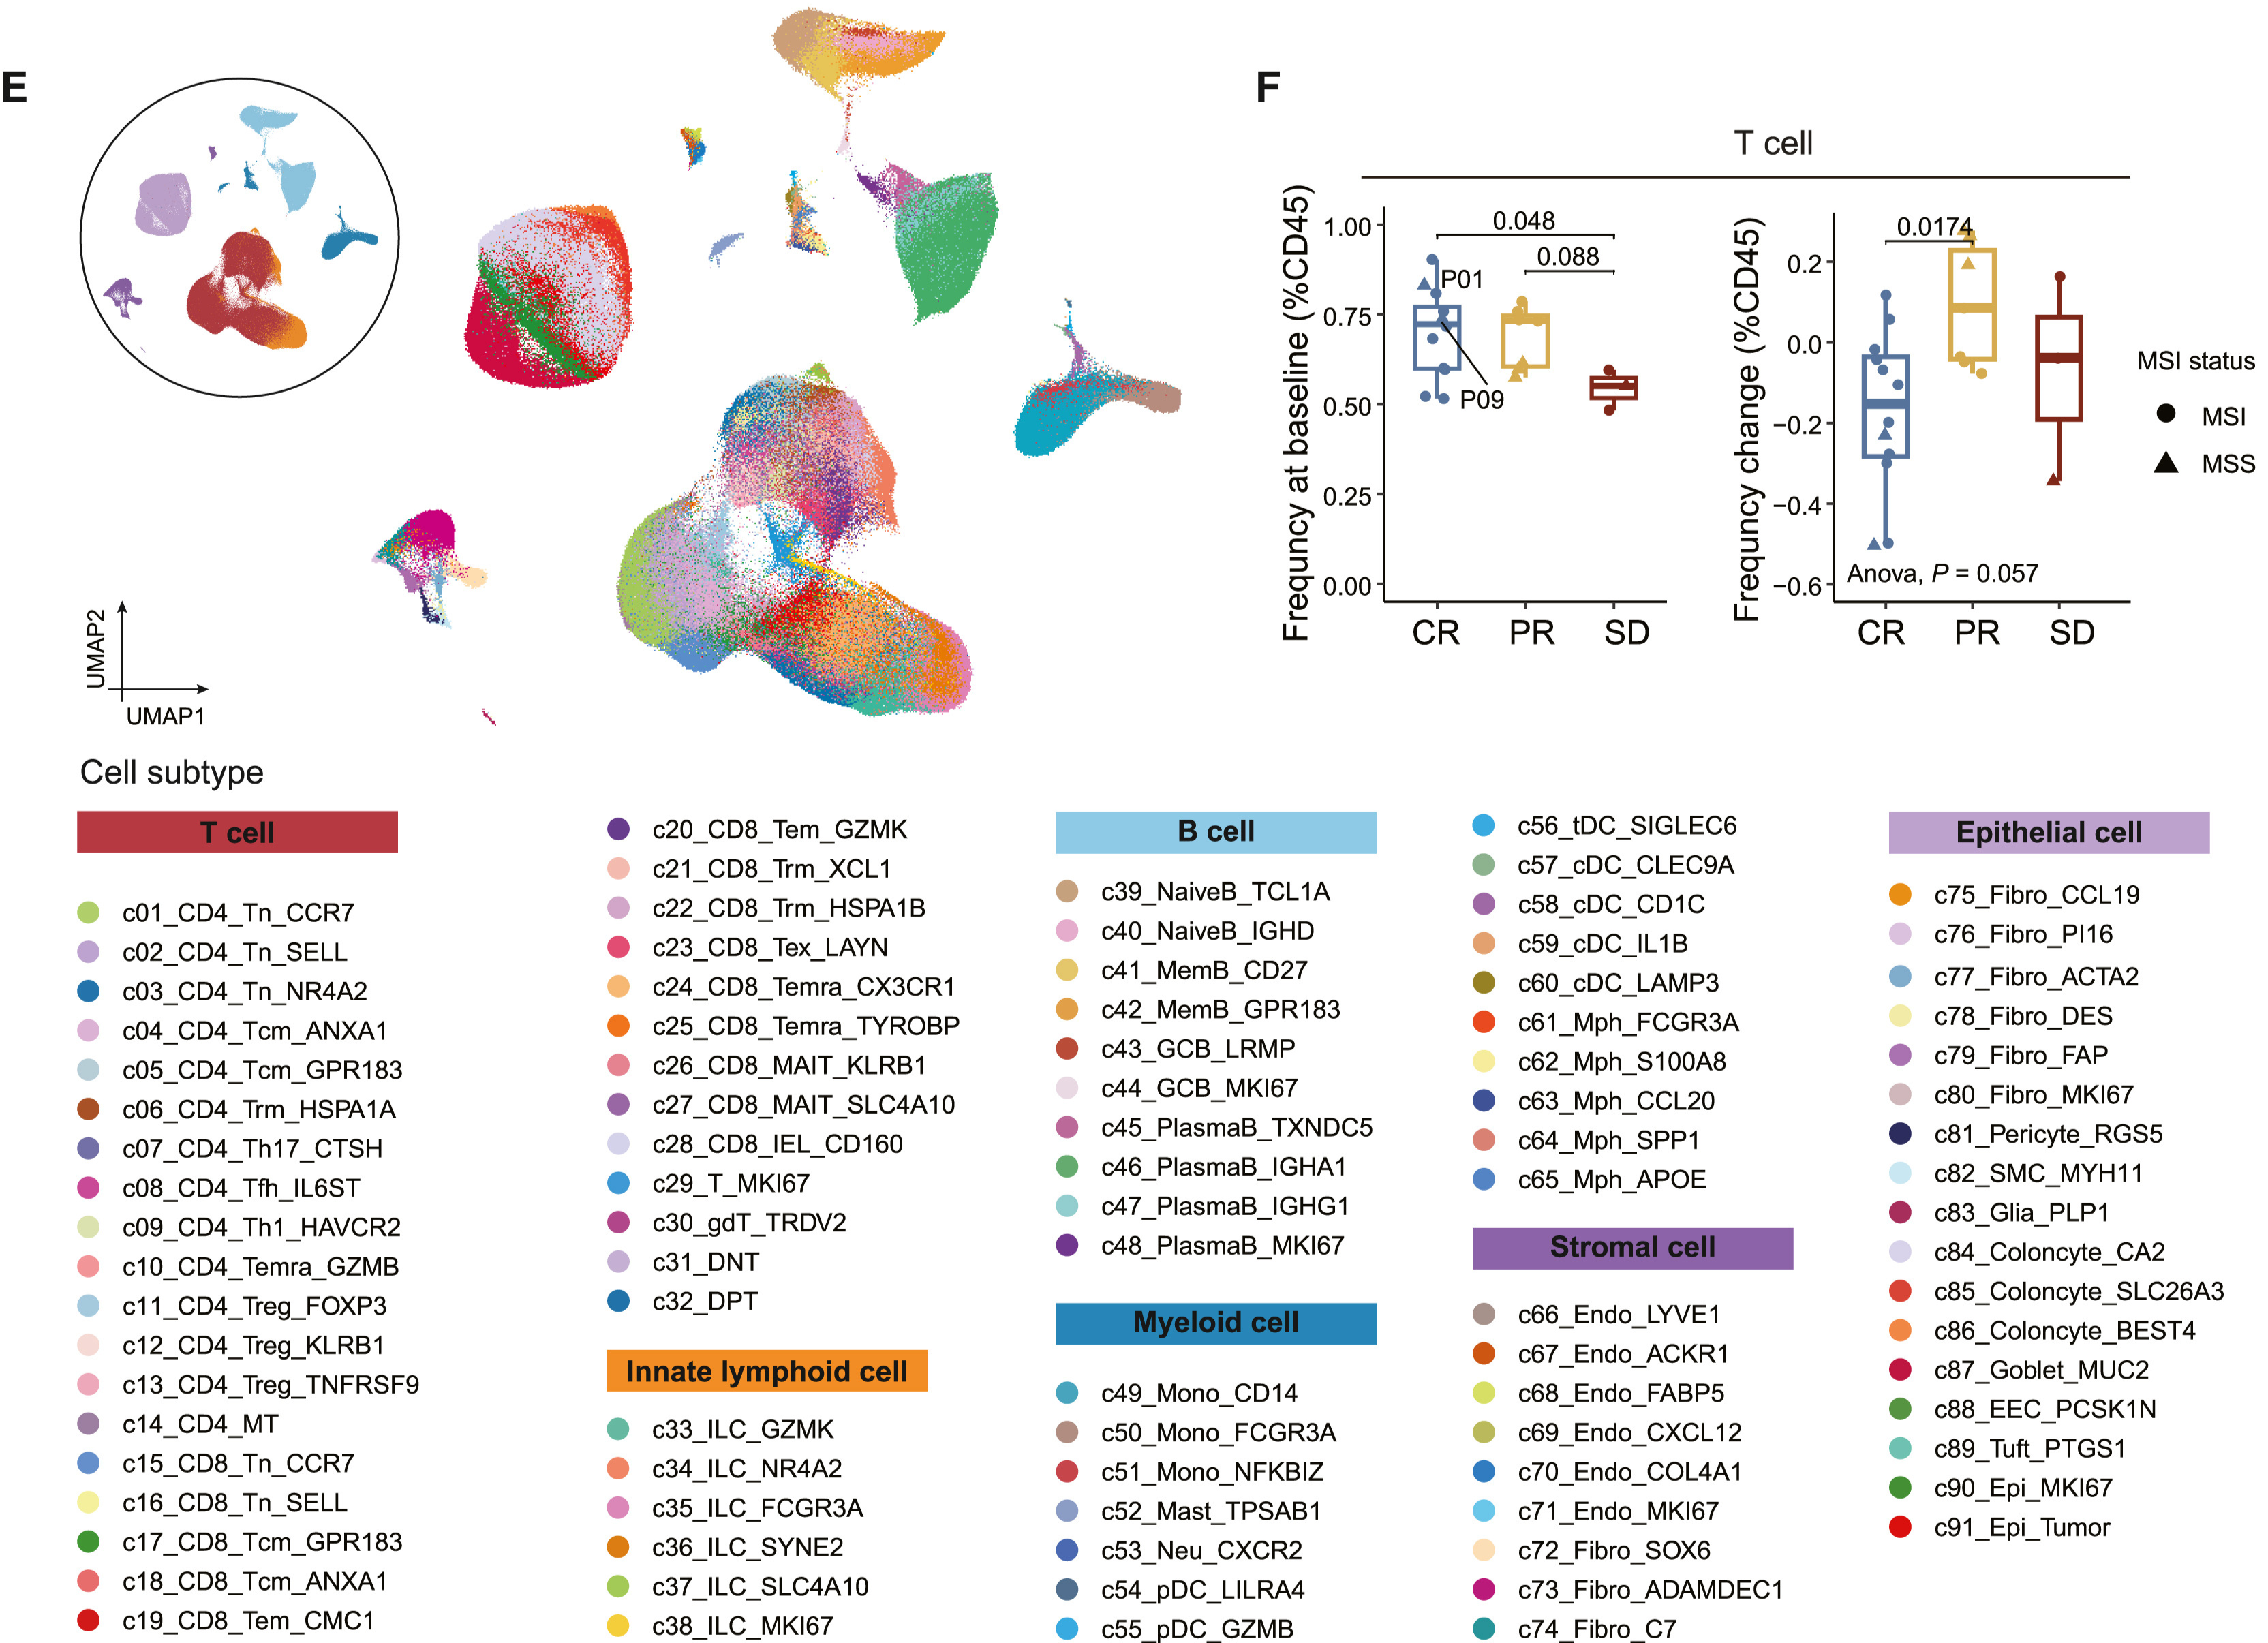 E
UMAP2
UMAP1
F
T cell
Frequncy at baseline (%CD45)
1.00
0.75
0.50
0.25
0.00
0.048
0.088
P01
P09
CR
PR
SD
Frequncy change (%CD45)
0.2
0.0
−0.2
−0.4
−0.6
0.0174
Anova, P = 0.057
CR
PR
SD
MSI status
MSI
MSS
Cell subtype
T cell
c01_CD4_Tn_CCR7
c02_CD4_Tn_SELL
c03_CD4_Tn_NR4A2
c04_CD4_Tcm_ANXA1
c05_CD4_Tcm_GPR183
c06_CD4_Trm_HSPA1A
c07_CD4_Th17_CTSH
c08_CD4_Tfh_IL6ST
c09_CD4_Th1_HAVCR2
c10_CD4_Temra_GZMB
c11_CD4_Treg_FOXP3
c12_CD4_Treg_KLRB1
c13_CD4_Treg_TNFRSF9
c14_CD4_MT
c15_CD8_Tn_CCR7
c16_CD8_Tn_SELL
c17_CD8_Tcm_GPR183
c18_CD8_Tcm_ANXA1
c19_CD8_Tem_CMC1
c20_CD8_Tem_GZMK
c21_CD8_Trm_XCL1
c22_CD8_Trm_HSPA1B
c23_CD8_Tex_LAYN
c24_CD8_Temra_CX3CR1
c25_CD8_Temra_TYROBP
c26_CD8_MAIT_KLRB1
c27_CD8_MAIT_SLC4A10
c28_CD8_IEL_CD160
c29_T_MKI67
c30_gdT_TRDV2
c31_DNT
c32_DPT
Innate lymphoid cell
c33_ILC_GZMK
c34_ILC_NR4A2
c35_ILC_FCGR3A
c36_ILC_SYNE2
c37_ILC_SLC4A10
c38_ILC_MKI67
B cell
c39_NaiveB_TCL1A
c40_NaiveB_IGHD
c41_MemB_CD27
c42_MemB_GPR183
c43_GCB_LRMP
c44_GCB_MKI67
c45_PlasmaB_TXNDC5
c46_PlasmaB_IGHA1
c47_PlasmaB_IGHG1
c48_PlasmaB_MKI67
Myeloid cell
c49_Mono_CD14
c50_Mono_FCGR3A
c51_Mono_NFKBIZ
c52_Mast_TPSAB1
c53_Neu_CXCR2
c54_pDC_LILRA4
c55_pDC_GZMB
c56_tDC_SIGLEC6
c57_cDC_CLEC9A
c58_cDC_CD1C
c59_cDC_IL1B
c60_cDC_LAMP3
c61_Mph_FCGR3A
c62_Mph_S100A8
c63_Mph_CCL20
c64_Mph_SPP1
c65_Mph_APOE
Stromal cell
c66_Endo_LYVE1
c67_Endo_ACKR1
c68_Endo_FABP5
c69_Endo_CXCL12
c70_Endo_COL4A1
c71_Endo_MKI67
c72_Fibro_SOX6
c73_Fibro_ADAMDEC1
c74_Fibro_C7
Epithelial cell
c75_Fibro_CCL19
c76_Fibro_PI16
c77_Fibro_ACTA2
c78_Fibro_DES
c79_Fibro_FAP
c80_Fibro_MKI67
c81_Pericyte_RGS5
c82_SMC_MYH11
c83_Glia_PLP1
c84_Coloncyte_CA2
c85_Coloncyte_SLC26A3
c86_Coloncyte_BEST4
c87_Goblet_MUC2
c88_EEC_PCSK1N
c89_Tuft_PTGS1
c90_Epi_MKI67
c91_Epi_Tumor